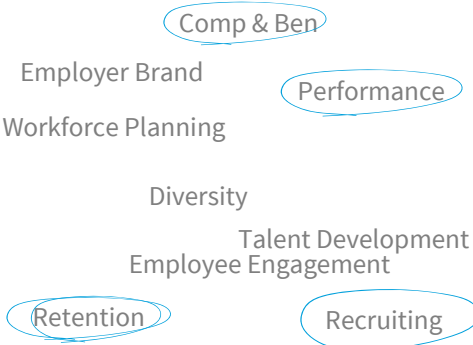 Comp & Ben
Employer Brand
Performance
Workforce Planning
Diversity
Talent Development
Employee Engagement
Retention
Recruiting